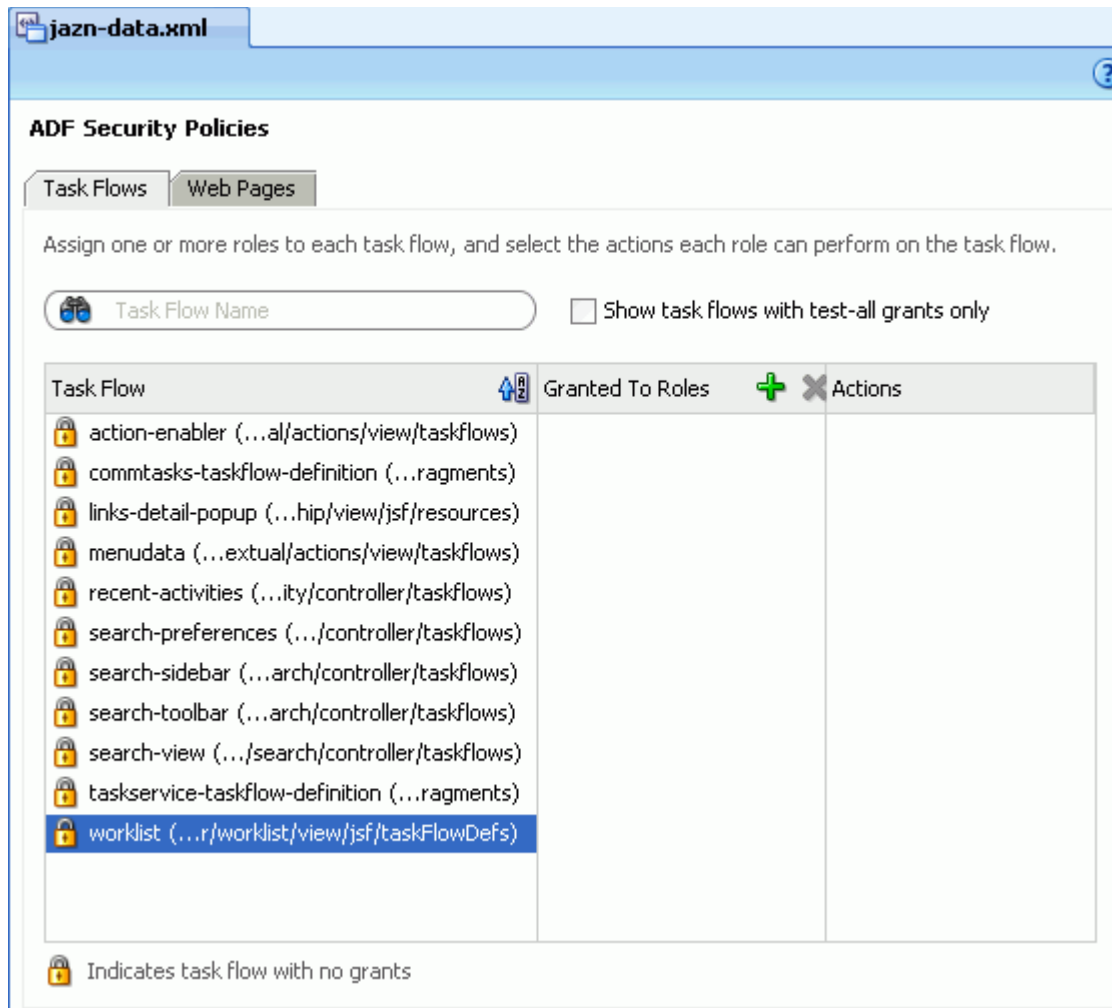 jazn-data.xml
?
ADF Security Policies
Task Flows Web Pages
Assign one or more roles to each task flow, and select the actions each role can perform on the task flow.
Task Flow Name Show task flows with test-all grants only
Task Flow A Z Granted To Roles Actions
action-enabler (...al/actions/view/taskflows)
commtasks-taskflow-definition (...ragments)
links-detail-popup (...hip/view/jsf/resources)
menudata (...extual/actions/view/taskflows)
recent-activities (...ity/controller/taskflows)
search-preferences (.../controller/taskflows)
search-sidebar (...arch/controller/taskflows)
search-toolbar (...arch/controller/taskflows)
search-view (.../search/controller/taskflows)
taskservice-taskflow-definition (...ragments)
worklist (...r/worklist/view/jsf/taskFlowDefs)
Indicates task flow with no grants